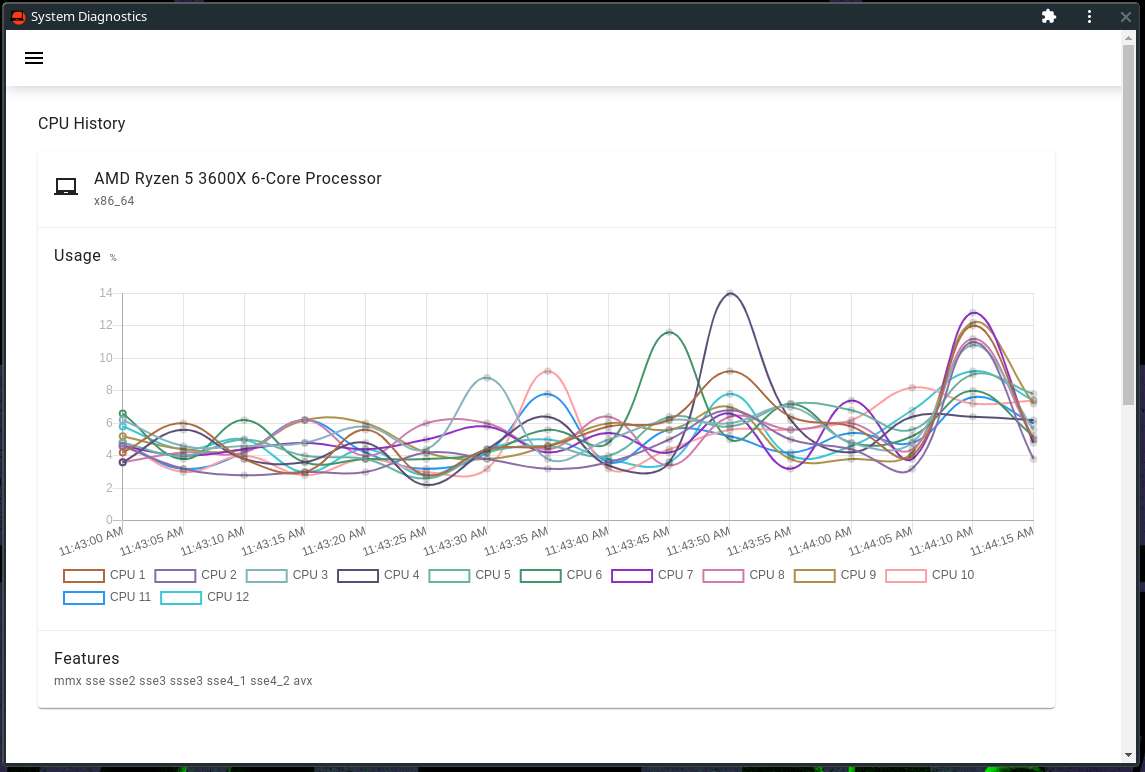 System Diagnostics
CPU History
AMD Ryzen 5 3600X 6-Core Processor
x86_64
Usage %
14
12
10
8
6
4
2
0
11:43:00 AM 11:43:05 AM 11:43:10 AM 11:43:15 AM 11:43:20 AM 11:43:25 AM 11:43:30 AM 11:43:35 AM 11:43:40 AM 11:43:45 AM 11:43:50 AM 11:43:55 AM 11:44:00 AM 11:44:05 AM 11:44:10 AM 11:44:15 AM
CPU 1 CPU 2 CPU 3 CPU 4 CPU 5 CPU 6 CPU 7 CPU 8 CPU 9 CPU 10
CPU 11 CPU 12
Features
mmx sse sse2 sse3 ssse3 sse4_1 sse4_2 avx